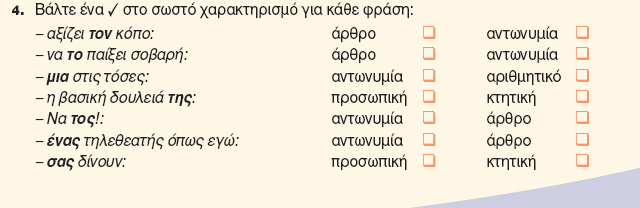 4. Βάλτε ένα ✓ στο σωστό χαρακτηρισμό για κάθε φράση:
– αξίζει τον κόπο: άρθρο ❑ αντωνυμία ❑
– να το παίξει σοβαρή: άρθρο ❑ αντωνυμία ❑
– μια στις τόσες: αντωνυμία ❑ αριθμητικό ❑
– η βασική δουλειά της: προσωπική ❑ κτητική ❑
– Να τος!: αντωνυμία ❑ άρθρο ❑
– ένας τηλεθεατής όπως εγώ: αντωνυμία ❑ άρθρο ❑
– σας δίνουν: προσωπική ❑ κτητική ❑